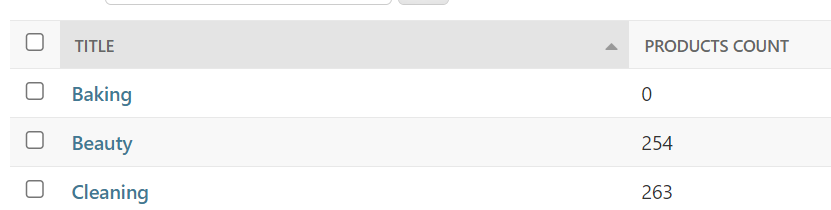 TITLE PRODUCTS COUNT
Baking 0
Beauty 254
Cleaning 263